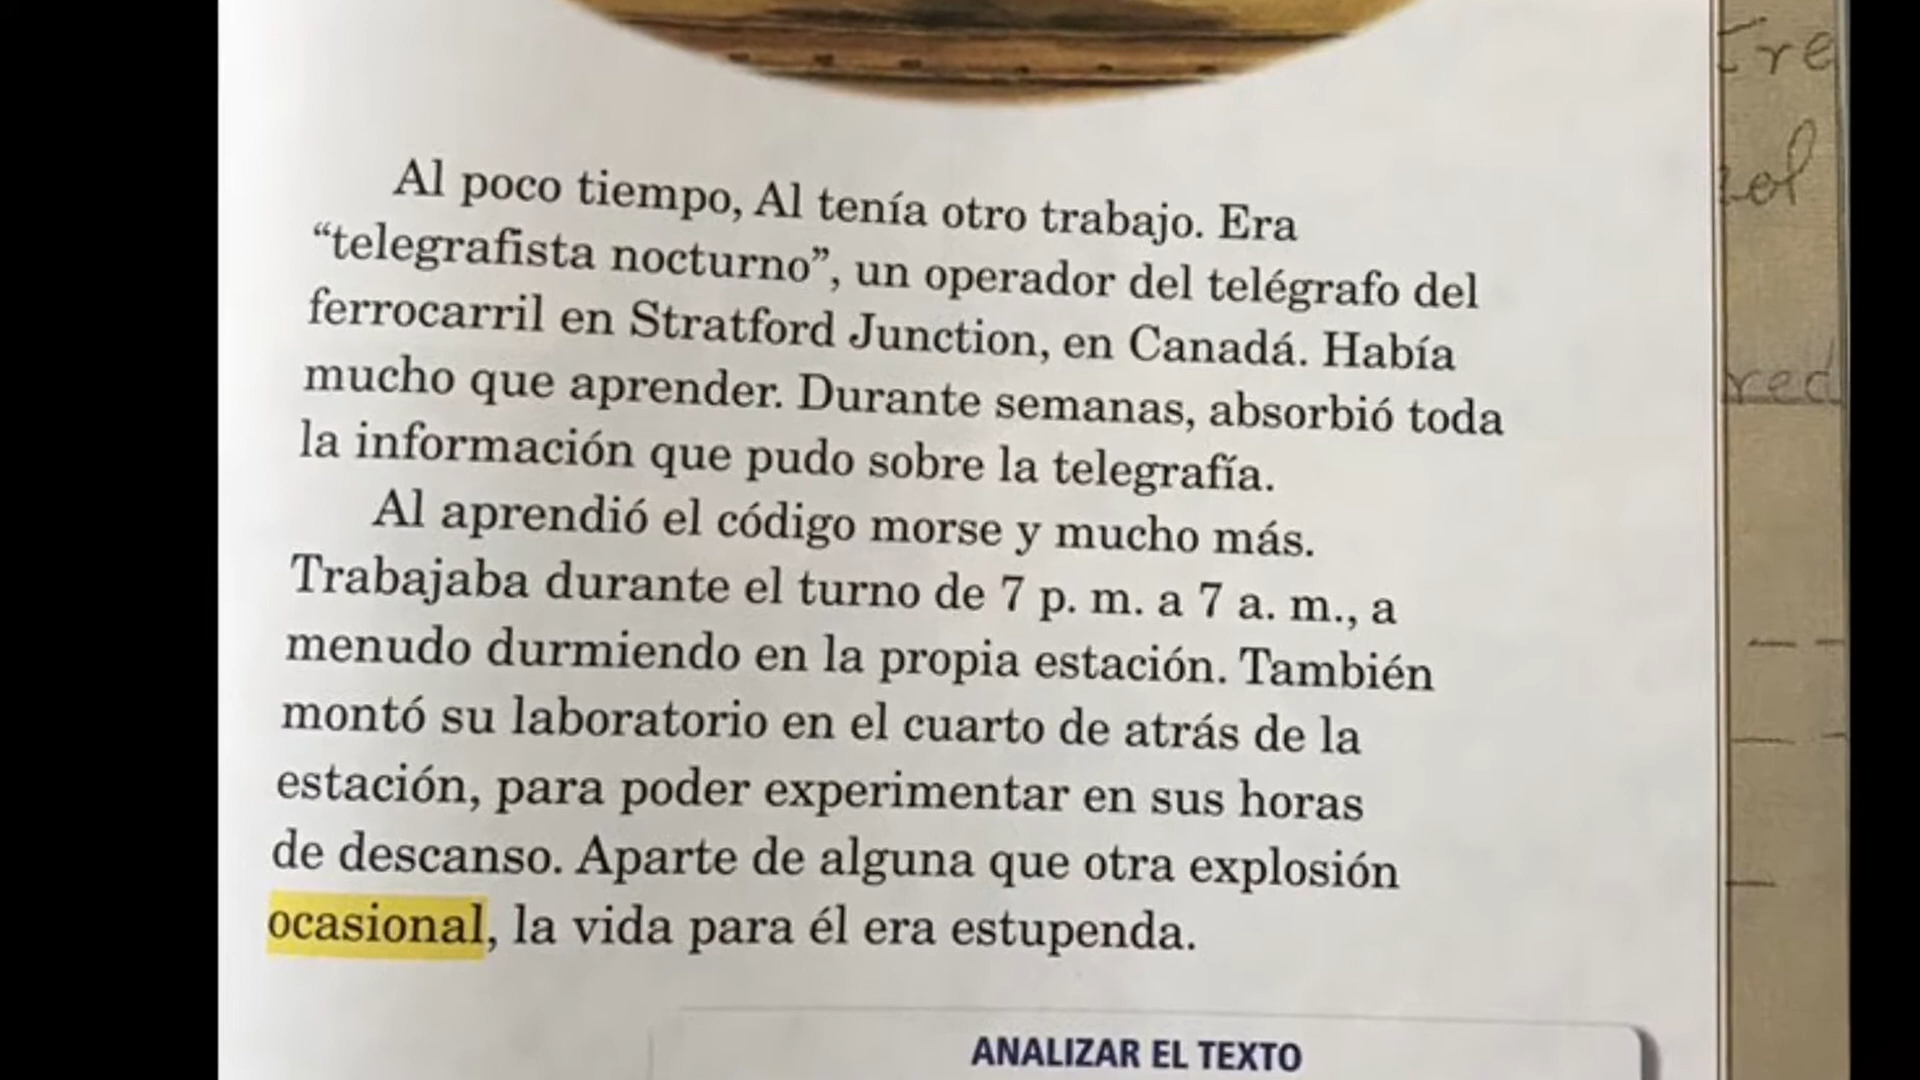 Al poco tiempo, Al tenía otro trabajo. Era
“telegrafista nocturno”, un operador del telégrafo del
ferrocarril en Stratford Junction, en Canadá. Había
mucho que aprender. Durante semanas, absorbió toda
la información que pudo sobre la telegrafía.
Al aprendió el código morse y mucho más.
Trabajaba durante el turno de 7 p. m. a 7 a. m., a
menudo durmiendo en la propia estación. También
montó su laboratorio en el cuarto de atrás de la
estación, para poder experimentar en sus horas
de descanso. Aparte de alguna que otra explosión
ocasional, la vida para él era estupenda.
ANALIZAR EL TEXTO